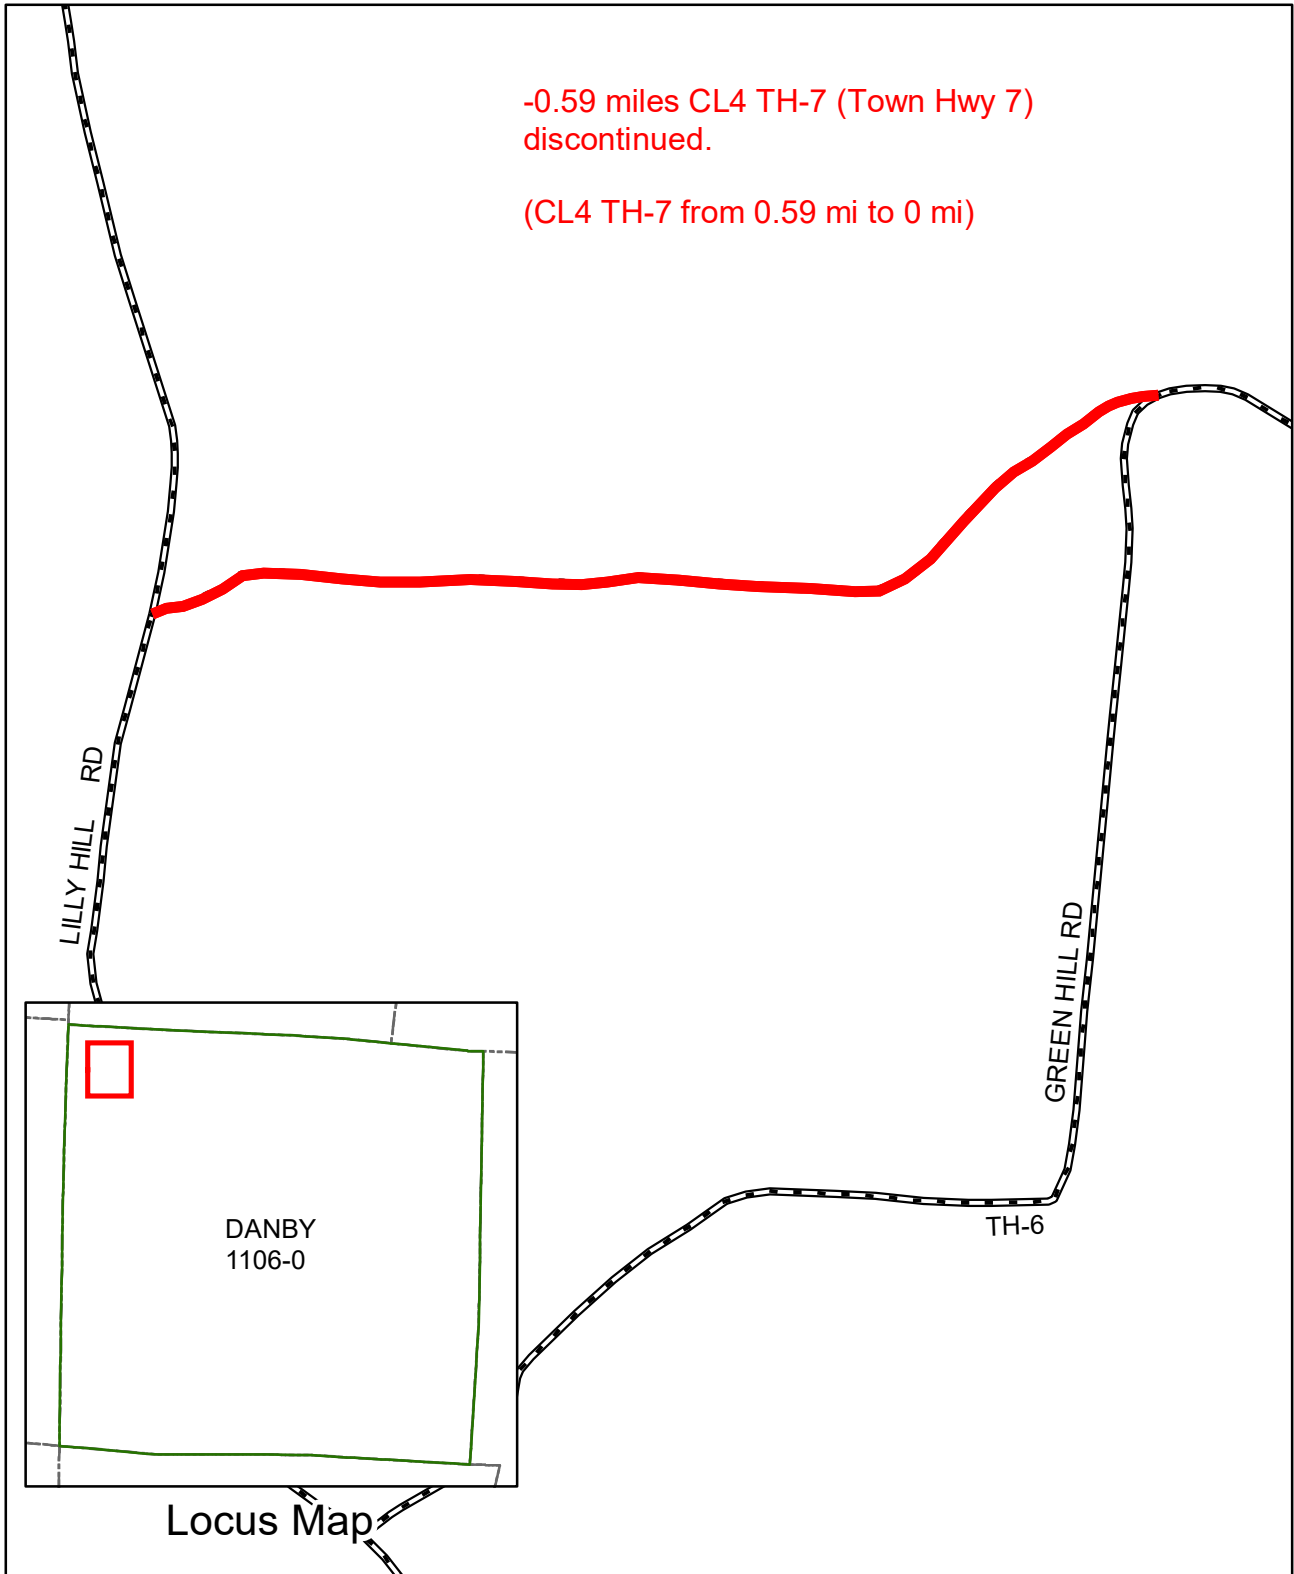 -0.59 miles CL4 TH-7 (Town Hwy 7)
discontinued.
(CL4 TH-7 from 0.59 mi to 0 mi)
LILLY HILL RD
GREEN HILL RD
TH-6
DANBY
1106-0
Locus Map